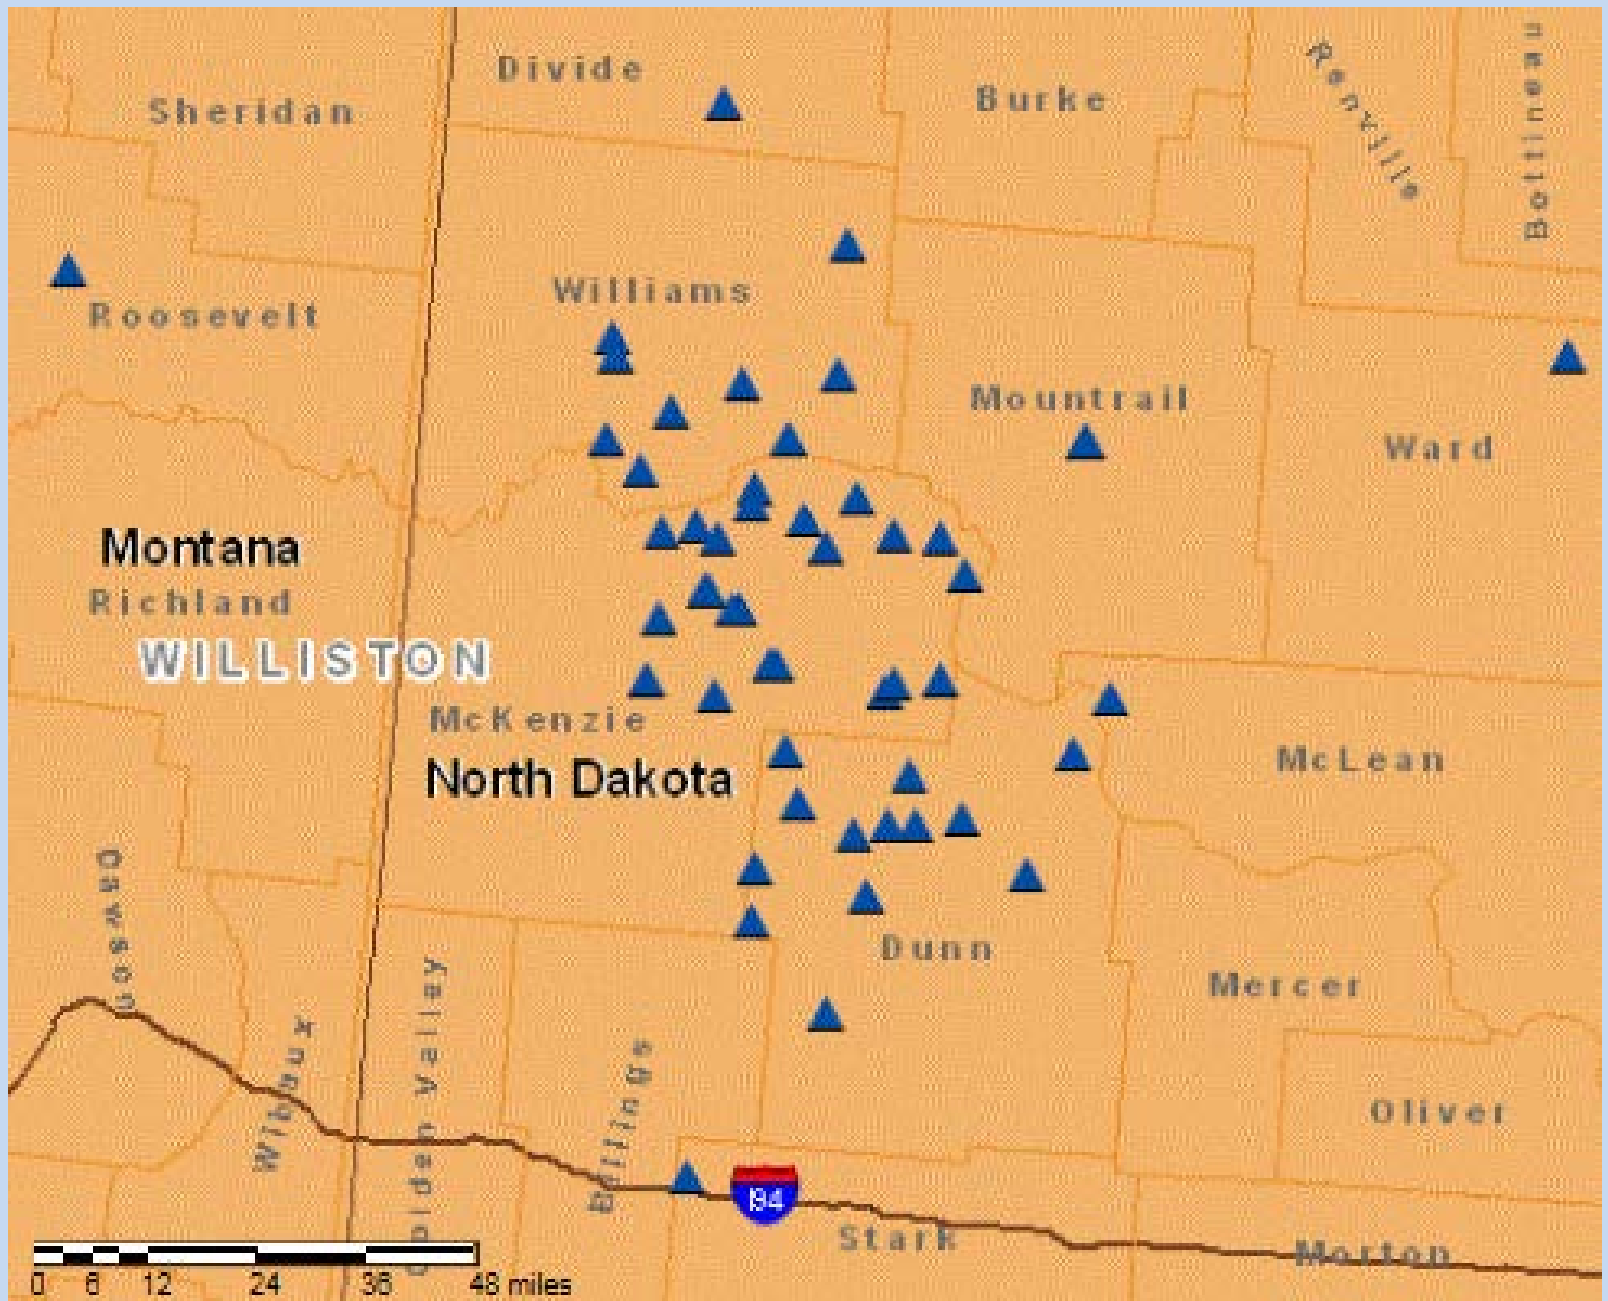 Divide
Burke
Renville
Bottineau
Sheridan
Williams
Roosevelt
Mountrail
Ward
Montana
Richland
WILLISTON
McKenzie
North Dakota
McLean
Dawson
Dunn
Mercer
Wibaux
Golden Valley
Billings
Oliver
I94
Stark
Morton
0 6 12 24 36 48 miles